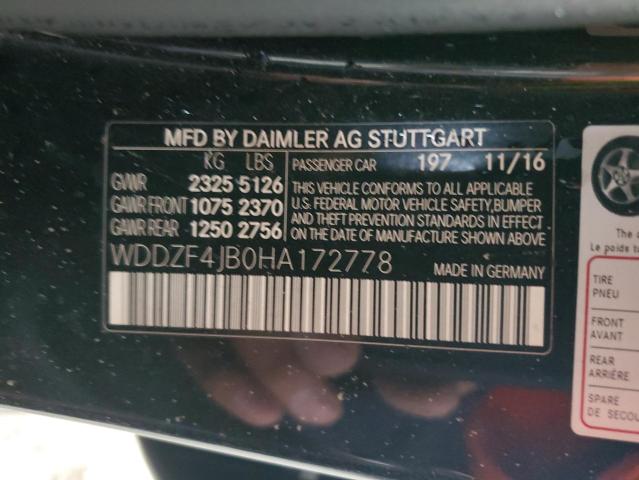 MFD BY DAIMLER AG STUTTGART
KG LBS PASSENGER CAR 197 11/16
GVWR 2325 5126
GAWR FRONT 1075 2370
GAWR REAR 1250 2756
THIS VEHICLE CONFORMS TO ALL APPLICABLE
U.S. FEDERAL MOTOR VEHICLE SAFETY,BUMPER
AND THEFT PREVENTION STANDARDS IN EFFECT
ON THE DATE OF MANUFACTURE SHOWN ABOVE.
WDDZF4JB0HA172778 MADE IN GERMANY
The
Le poids
TIRE
PNEU
FRONT
AVANT
REAR
ARRIÈRE
SPARE
DE